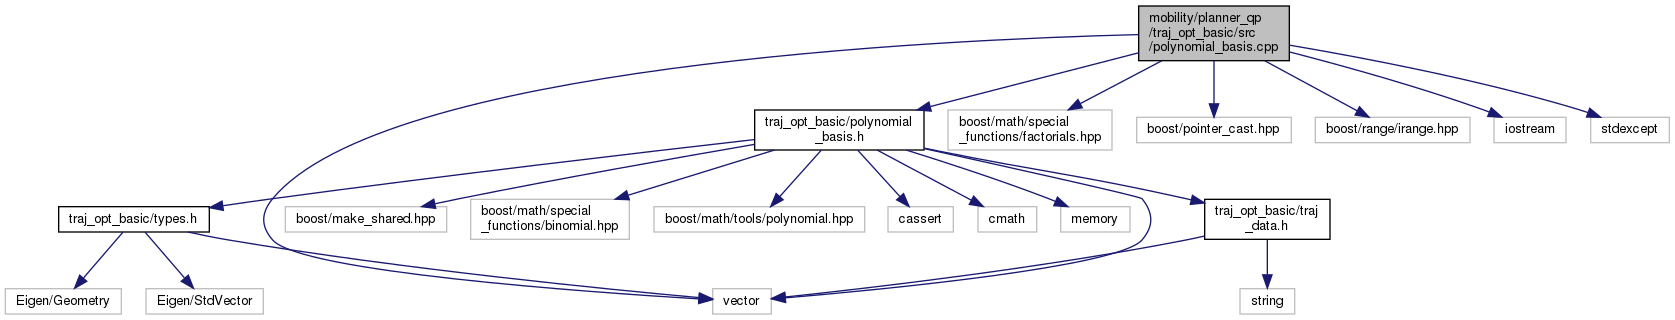 mobility/planner_qp
/traj_opt_basic/src
/polynomial_basis.cpp
traj_opt_basic/polynomial
_basis.h
boost/math/special
_functions/factorials.hpp
boost/pointer_cast.hpp
boost/range/irange.hpp
iostream
stdexcept
traj_opt_basic/types.h
boost/make_shared.hpp
boost/math/special
_functions/binomial.hpp
boost/math/tools/polynomial.hpp
cassert
cmath
memory
traj_opt_basic/traj
_data.h
Eigen/Geometry
Eigen/StdVector
vector
string